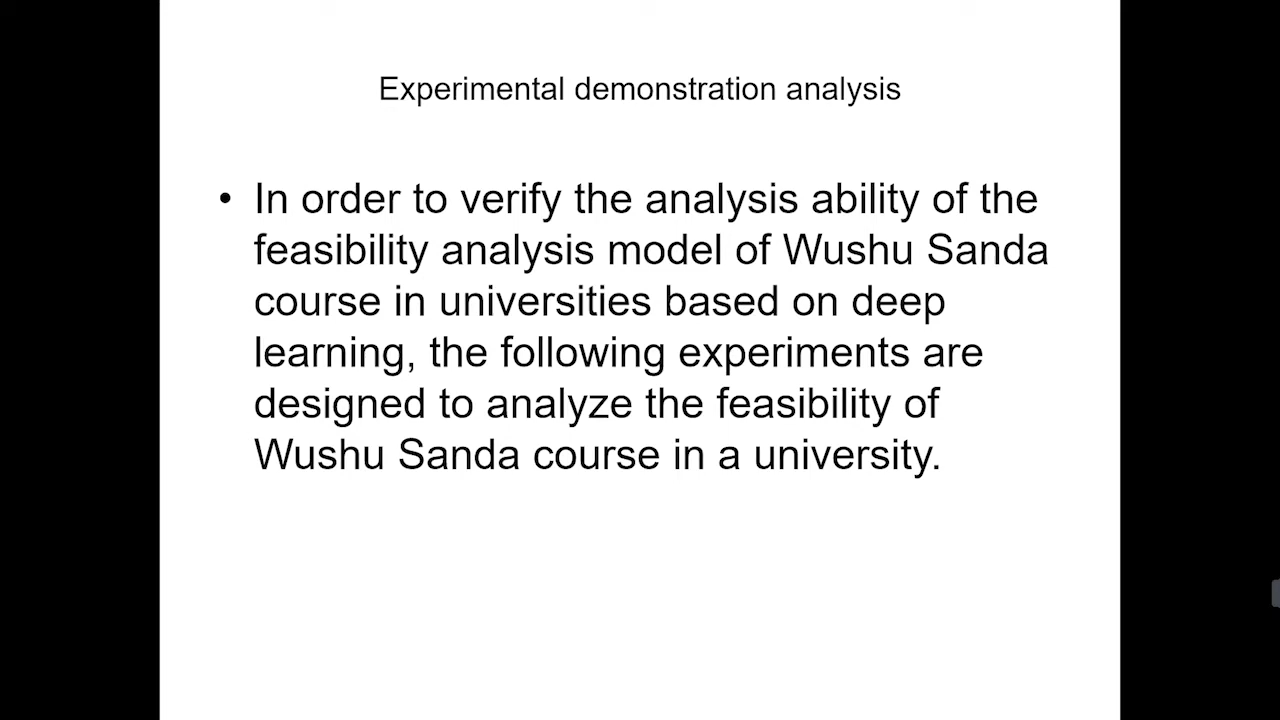 Experimental demonstration analysis
• In order to verify the analysis ability of the
feasibility analysis model of Wushu Sanda
course in universities based on deep
learning, the following experiments are
designed to analyze the feasibility of
Wushu Sanda course in a university.